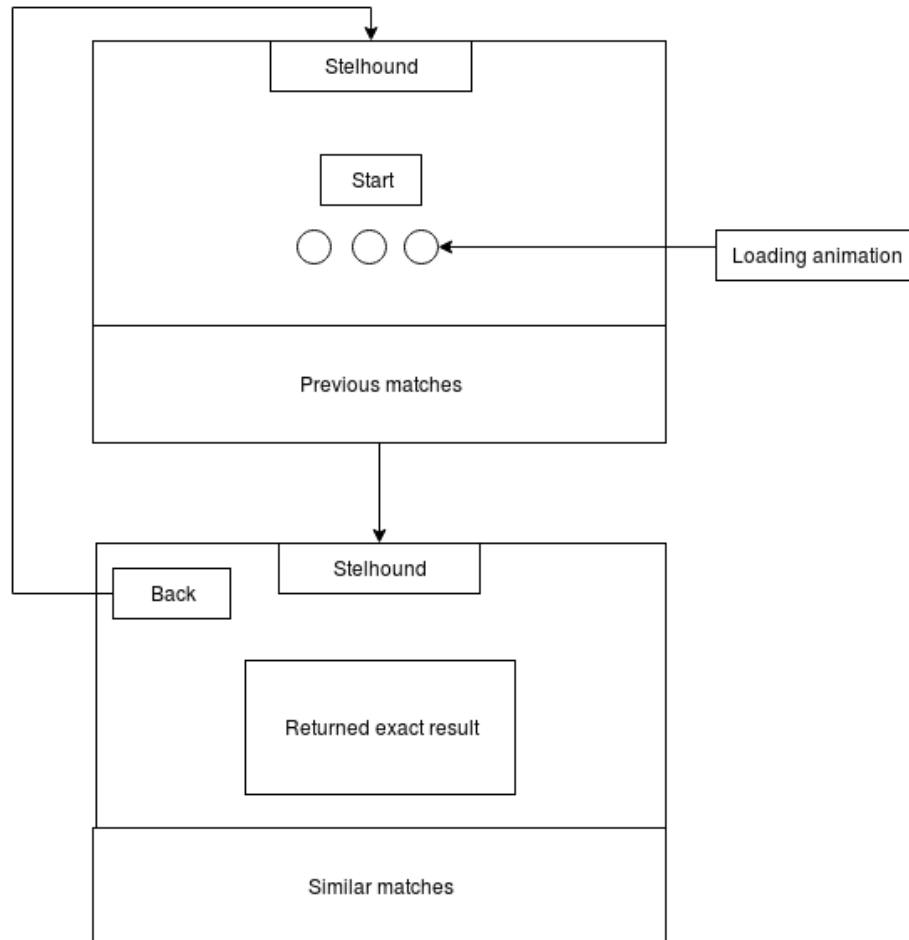 Stelhound
Start
Loading animation
Previous matches
Stelhound
Back
Returned exact result
Similar matches